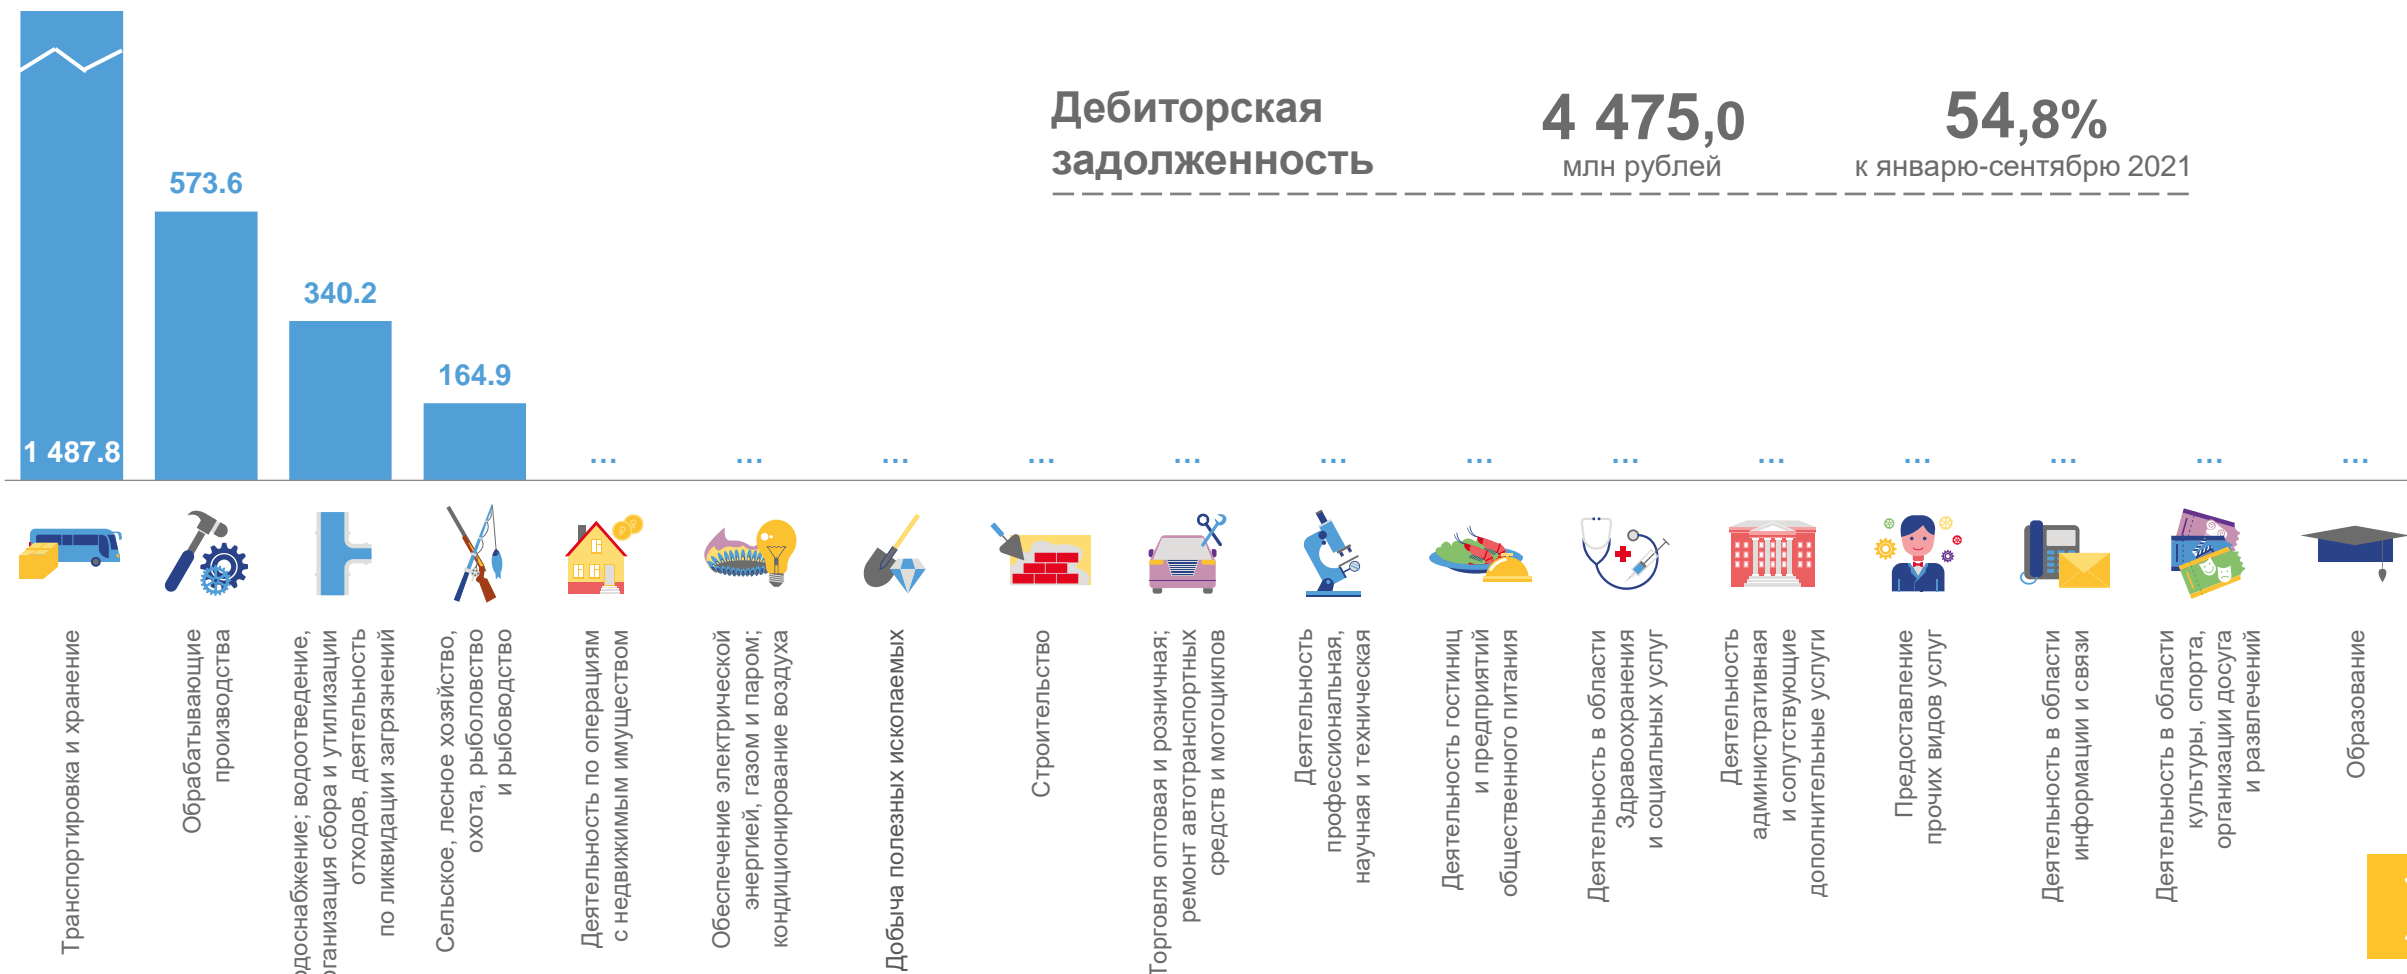 Дебиторская
задолженность
4 475,0
млн рублей
54,8%
к январю-сентябрю 2021
1 487.8
573.6
340.2
164.9
...
...
...
...
...
...
...
...
...
...
...
...
...
Транспортировка и хранение
Обрабатывающие
производства
водоотведение,
сбора и утилизации
отходов, деятельность
по ликвидации загрязнений
Сельское, лесное хозяйство,
охота, рыболовство
и рыбоводство
Деятельность по операциям
с недвижимым имуществом
Обеспечение электрической
энергией, газом и паром;
кондиционирование воздуха
Добыча полезных ископаемых
Строительство
Торговля оптовая и розничная;
ремонт автотранспортных
средств и мотоциклов
Деятельность
профессиональная,
научная и техническая
Деятельность гостиниц
и предприятий
общественного питания
Деятельность в области
Здравоохранения
и социальных услуг
Деятельность
административная
и сопутствующие
дополнительные услуги
Предоставление
прочих видов услуг
Деятельность в области
информации и связи
Деятельность в области
культуры, спорта,
организации досуга
и развлечений
Образование